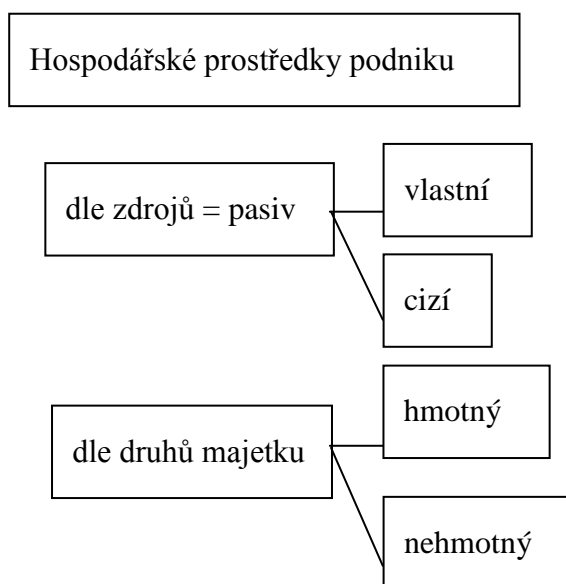 Hospodářské prostředky podniku
vlastní
dle zdrojů = pasiv
cizí
hmotný
dle druhů majetku
nehmotný